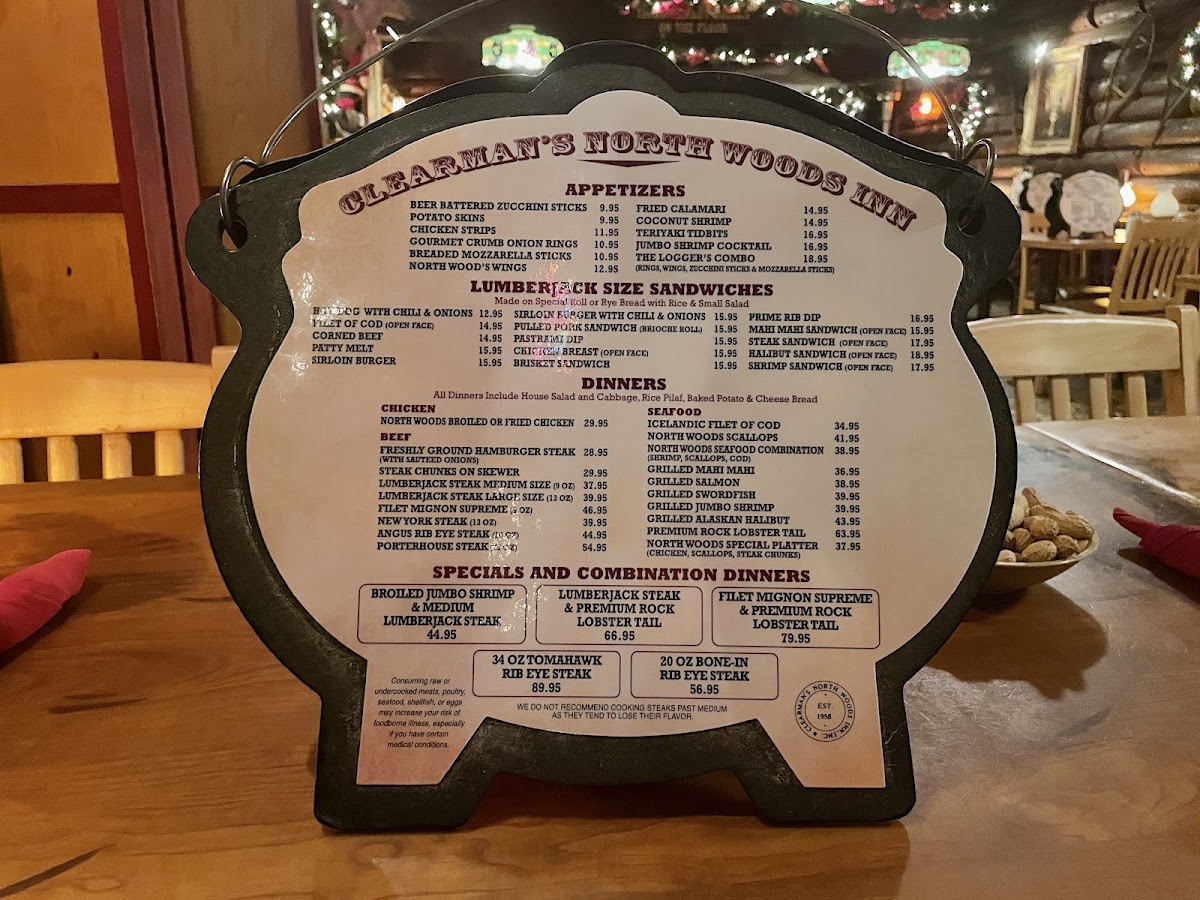 ON THE FLAVOR
CLEARMAN'S NORTH WOODS INN
APPETIZERS
BEER BATTERED ZUCCHINI STICKS 9.95
POTATO SKINS 9.95
CHICKEN STRIPS 11.95
GOURMET CRUMB ONION RINGS 10.95
BREADED MOZZARELLA STICKS 10.95
NORTH WOOD'S WINGS 12.95
FRIED CALAMARI 14.95
COCONUT SHRIMP 14.95
TERIYAKI TIDBITS 16.95
JUMBO SHRIMP COCKTAIL 16.95
THE LOGGER'S COMBO 18.95
(RINGS, WINGS, ZUCCHINI STICKS & MOZZARELLA STICKS)
LUMBERJACK SIZE SANDWICHES
Made on Special Roll or Rye Bread with Rice & Small Salad
HOT DOG WITH CHILI & ONIONS 12.95
FILET OF COD (OPEN FACE) 14.95
CORNED BEEF 14.95
PATTY MELT 15.95
SIRLOIN BURGER 15.95
SIRLOIN BURGER WITH CHILI & ONIONS 15.95
PULLED PORK SANDWICH (BRIOCHE ROLL) 15.95
PASTRAMI DIP 15.95
CHICKEN BREAST (OPEN FACE) 15.95
BRISKET SANDWICH 15.95
PRIME RIB DIP 16.95
MAHI MAHI SANDWICH (OPEN FACE) 15.95
STEAK SANDWICH (OPEN FACE) 17.95
HALIBUT SANDWICH (OPEN FACE) 18.95
SHRIMP SANDWICH (OPEN FACE) 17.95
DINNERS
All Dinners Include House Salad and Cabbage, Rice Pilaf, Baked Potato & Cheese Bread
CHICKEN
NORTH WOODS BROILED OR FRIED CHICKEN 29.95
BEEF
FRESHLY GROUND HAMBURGER STEAK 28.95
(WITH SAUTEED ONIONS)
STEAK CHUNKS ON SKEWER 29.95
LUMBERJACK STEAK MEDIUM SIZE (9 OZ) 37.95
LUMBERJACK STEAK LARGE SIZE (13 OZ) 39.95
FILET MIGNON SUPREME OZ) 46.95
NEW YORK STEAK (13 OZ) 39.95
ANGUS RIB EYE STEAK OZ) 44.95
PORTERHOUSE STEAK OZ) 54.95
SEAFOOD
ICELANDIC FILET OF COD 34.95
NORTH WOODS SCALLOPS 41.95
NORTH WOODS SEAFOOD COMBINATION 38.95
(SHRIMP, SCALLOPS, COD)
GRILLED MAHI MAHI 36.95
GRILLED SALMON 38.95
GRILLED SWORDFISH 39.95
GRILLED JUMBO SHRIMP 39.95
GRILLED ALASKAN HALIBUT 43.95
PREMIUM ROCK LOBSTER TAIL 63.95
NORTH WOODS SPECIAL PLATTER 37.95
(CHICKEN, SCALLOPS, STEAK CHUNKS)
SPECIALS AND COMBINATION DINNERS
BROILED JUMBO SHRIMP
& MEDIUM
LUMBERJACK STEAK
44.95
LUMBERJACK STEAK
& PREMIUM ROCK
LOBSTER TAIL
66.95
FILET MIGNON SUPREME
& PREMIUM ROCK
LOBSTER TAIL
79.95
34 OZ TOMAHAWK
RIB EYE STEAK
89.95
20 OZ BONE-IN
RIB EYE STEAK
56.95
Consuming raw or
undercooked meats, poultry,
seafood, shellfish, or eggs
may increase your risk of
foodborne illness, especially
if you have certain
medical conditions.
WE DO NOT RECOMMEND COOKING STEAKS PAST MEDIUM
AS THEY TEND TO LOSE THEIR FLAVOR.
CLEARMAN'S NORTH WOODS INN, INC.
EST.
1958